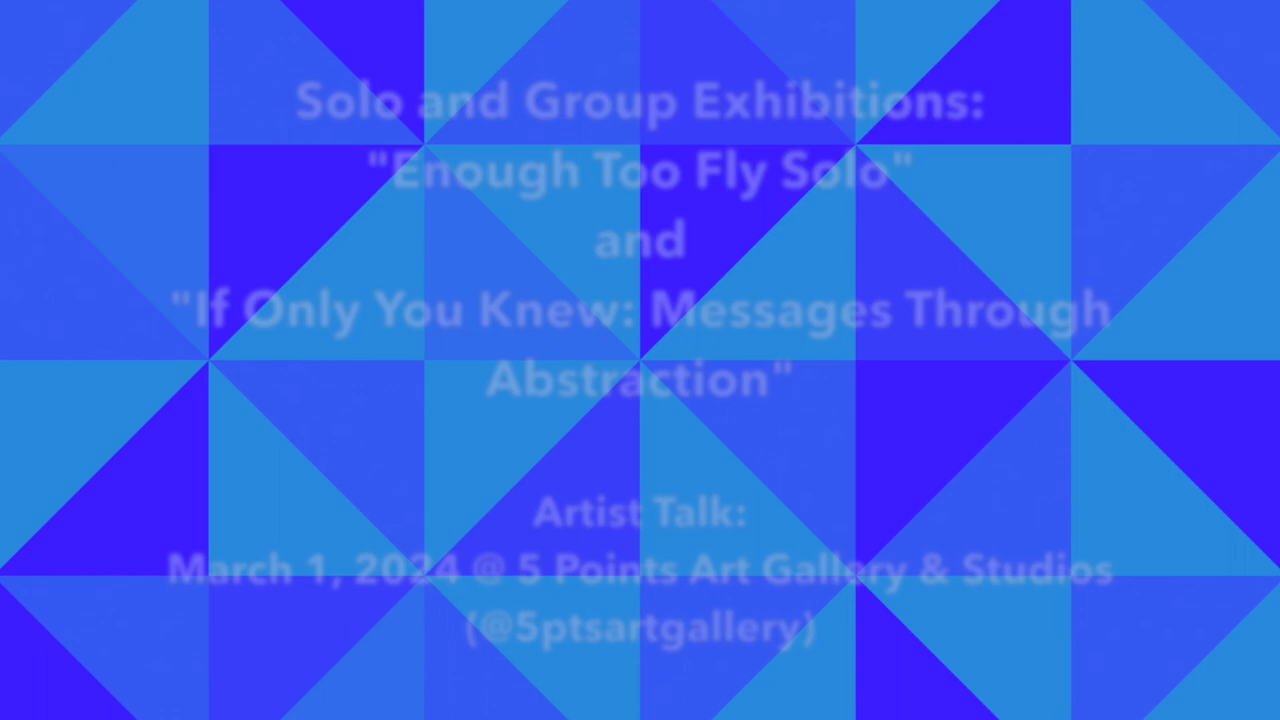 Solo and Group Exhibitions:
"Enough Too Fly Solo"
and
"If Only You Knew: Messages Through
Abstraction"
Artist Talk:
March 1, 2024 @ 5 Points Art Gallery & Studios
(@5ptsartgallery)